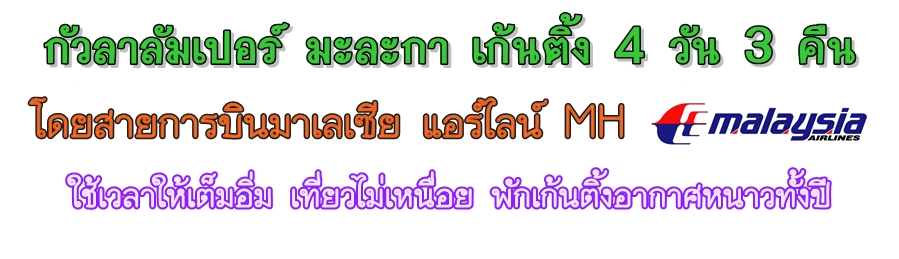 กัวลาลัมเปอร์ มะละกา เก้นติ้ง 4 วัน 3 คืน
โดยสายการบินมาเลเซีย แอร์ไลน์ MH malaysia AIRLINES
ใช้เวลาให้เต็มอิ่ม เที่ยวไม่เหนื่อย พักเก้นติ้งอากาศหนาวทั้งปี